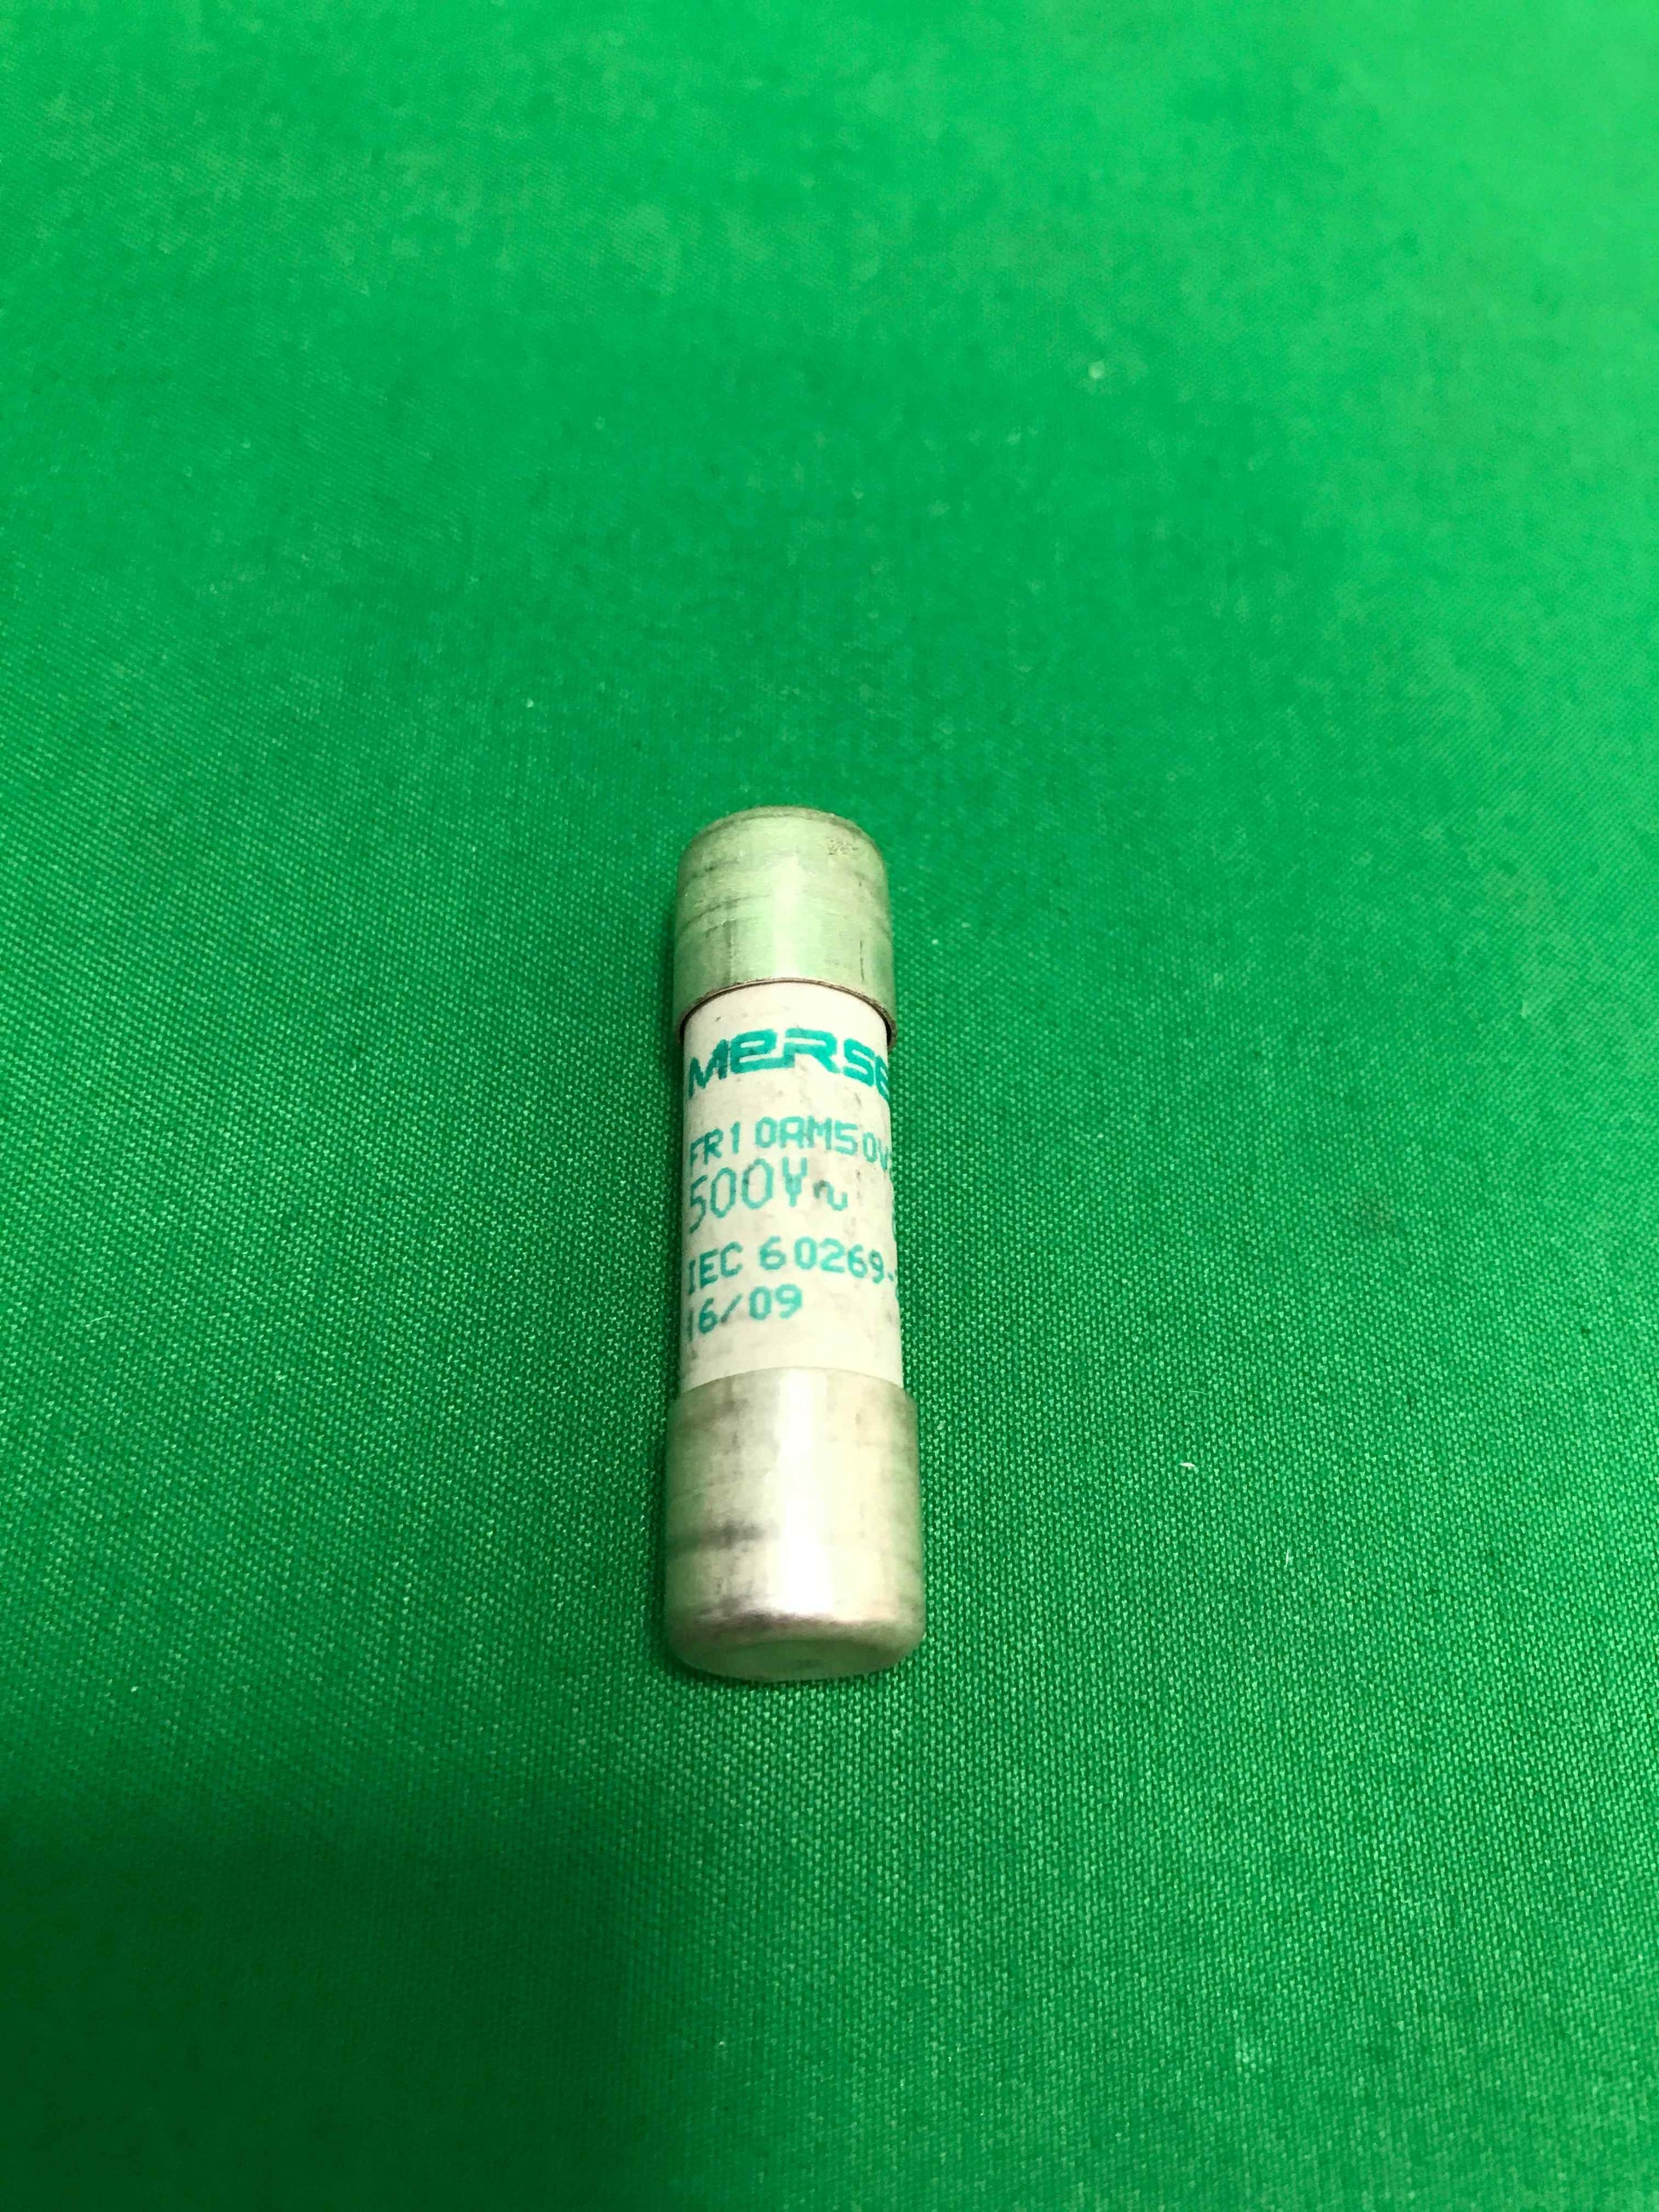 MERSE
FR10AM50V
500V~
IEC 60269-
16/09